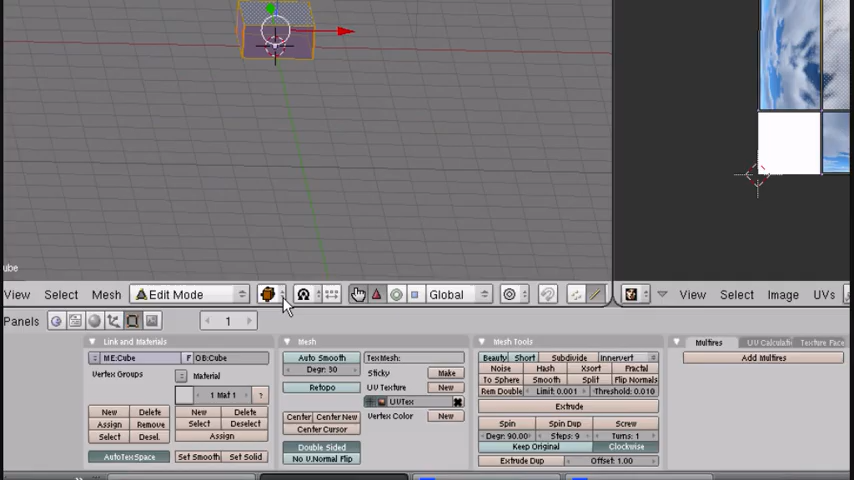 ube
View Select Mesh Edit Mode Global View Select Image UVs
Panels 1
Link and Materials Mesh Mesh Tools Multires UV Calculati Texture Face
ME:Cube F OB:Cube Auto Smooth TexMesh: Beauty Short Subdivide Innervert Add Multires
Vertex Groups Material Degr: 30 Sticky Make Noise Hash Xsort Fractal
1 Mat 1 ? Retopo UV Texture New To Sphere Smooth Split Flip Normals
UVTex Rem Double Limit: 0.001 Threshold: 0.010
New Delete New Delete Center Center New Vertex Color New Extrude
Assign Remove Select Deselect Center Cursor Spin Spin Dup Screw
Select Desel. Assign Double Sided Degr: 90.00 Steps: 9 Turns: 1
AutoTexSpace Set Smooth Set Solid No V.Normal Flip Keep Original Clockwise
Extrude Dup Offset: 1.00